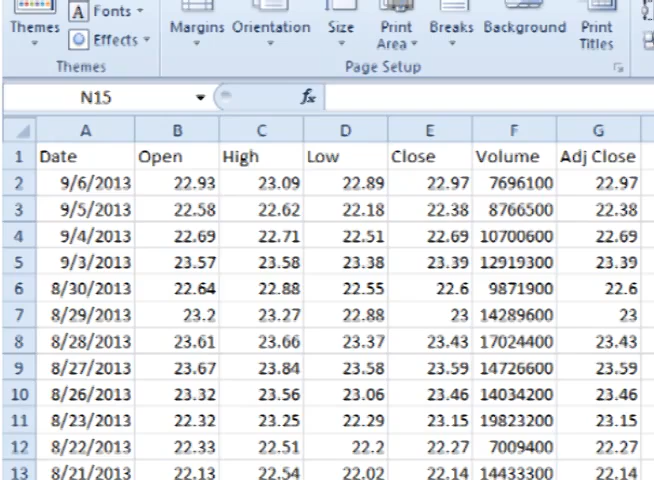 Fonts
Themes Margins Orientation Size Print Breaks Background Print
Effects Area Titles
Themes Page Setup
N15 fx
A B C D E F G
1 Date Open High Low Close Volume Adj Close
2 9/6/2013 22.93 23.09 22.89 22.97 7696100 22.97
3 9/5/2013 22.58 22.62 22.18 22.38 8766500 22.38
4 9/4/2013 22.69 22.71 22.51 22.69 10700600 22.69
5 9/3/2013 23.57 23.58 23.38 23.39 12919300 23.39
6 8/30/2013 22.64 22.88 22.55 22.6 9871900 22.6
7 8/29/2013 23.2 23.27 22.88 23 14289600 23
8 8/28/2013 23.61 23.66 23.37 23.43 17024400 23.43
9 8/27/2013 23.67 23.84 23.58 23.59 14726600 23.59
10 8/26/2013 23.32 23.56 23.06 23.46 14034200 23.46
11 8/23/2013 22.32 23.25 22.29 23.15 19823200 23.15
12 8/22/2013 22.33 22.51 22.2 22.27 7009400 22.27
13 8/21/2013 22.13 22.54 22.02 22.14 14433300 22.14